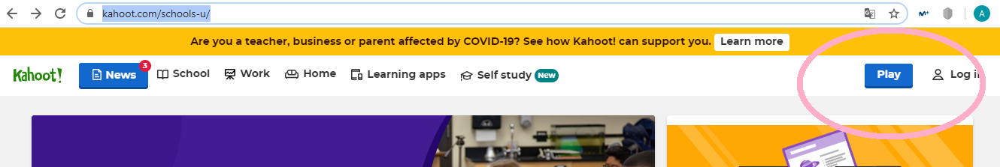 kahoot.com/schools-u/
A
Are you a teacher, business or parent affected by COVID-19? See how Kahoot! can support you. Learn more
Kahoot! News 3 School Work Home Learning apps Self study New Play Log in